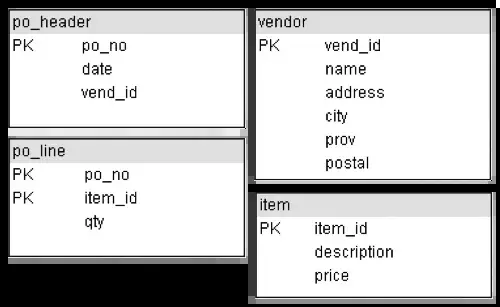 po_header
PK po_no
date
vend_id
po_line
PK po_no
PK item_id
qty
vendor
PK vend_id
name
address
city
prov
postal
item
PK item_id
description
price